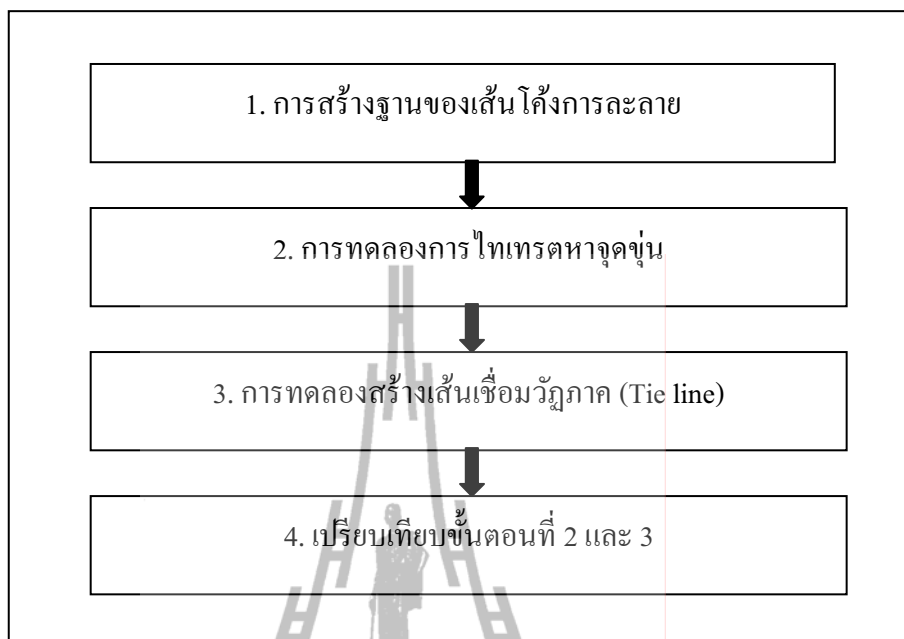 1. การสร้างฐานของเส้นโค้งการละลาย
2. การทดลองการไทเทรตหาจุดขุ่น
3. การทดลองสร้างเส้นเชื่อมวัฏภาค (Tie line)
4. เปรียบเทียบขั้นตอนที่ 2 และ 3